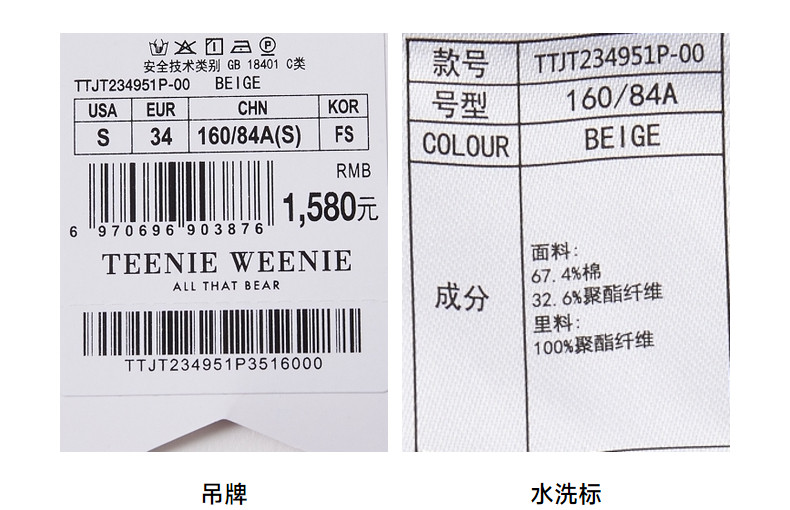 安全技术类别 GB 18401 C类
TTJT234951P-00 BEIGE
USA EUR CHN KOR
S 34 160/84A(S) FS
RMB
1,580元
6 970696 903876
TEENIE WEENIE
ALL THAT BEAR
TTJT234951P3516000
吊牌
款号 TTJT234951P-00
号型 160/84A
COLOUR BEIGE
成分
面料:
67.4%棉
32.6%聚酯纤维
里料:
100%聚酯纤维
水洗标